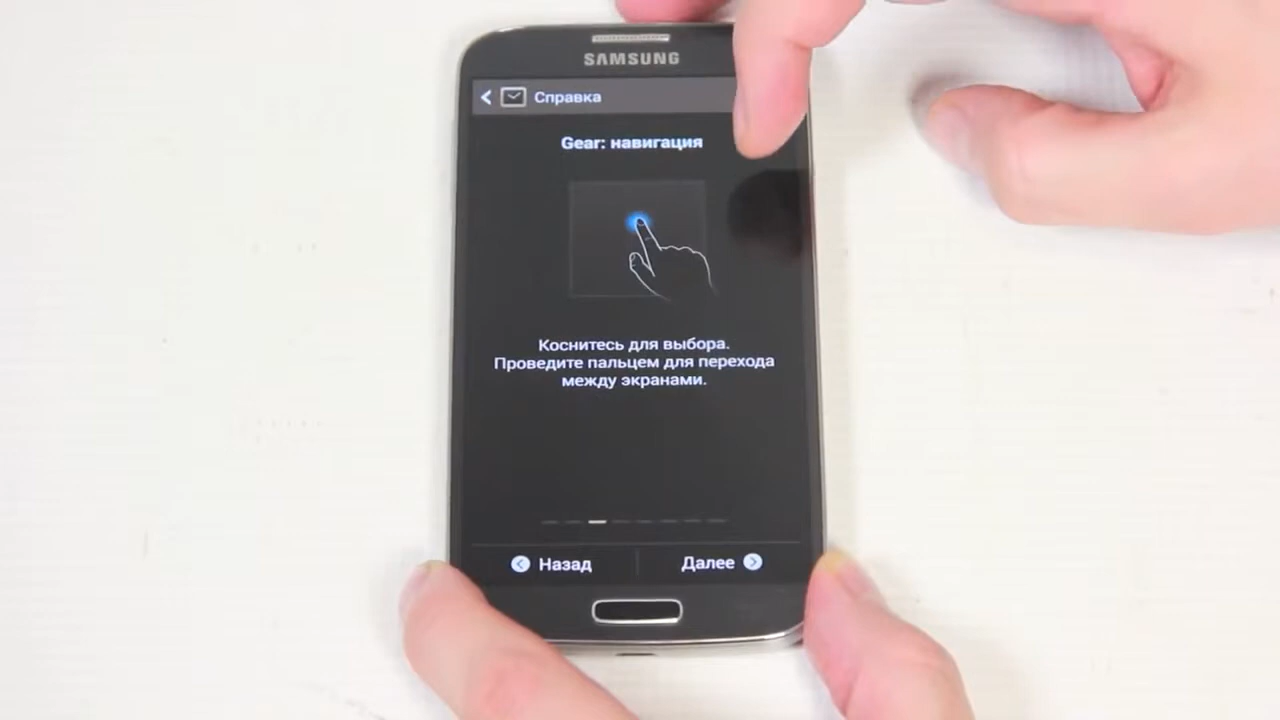 SAMSUNG
Справка
Gear: навигация
Коснитесь для выбора.
Проведите пальцем для перехода
между экранами.
Назад
Далее